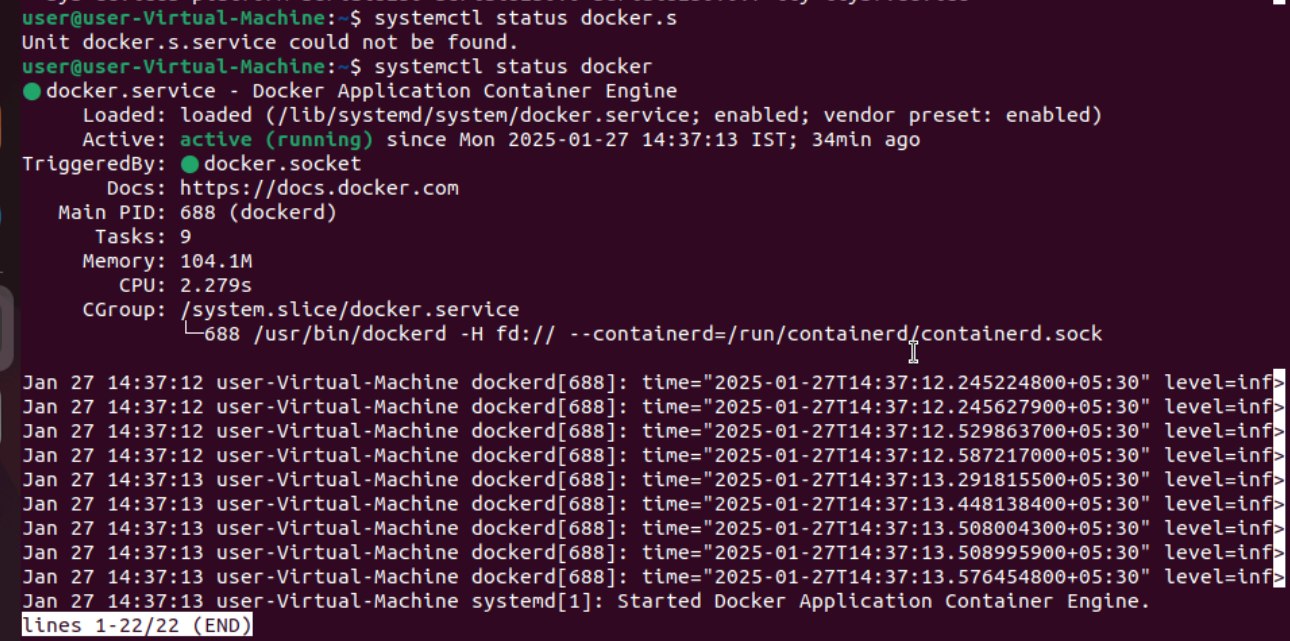 user@user-Virtual-Machine:~$ systemctl status docker.s
Unit docker.s.service could not be found.
user@user-Virtual-Machine:~$ systemctl status docker
●docker.service - Docker Application Container Engine
     Loaded: loaded (/lib/systemd/system/docker.service; enabled; vendor preset: enabled)
     Active: active (running) since Mon 2025-01-27 14:37:13 IST; 34min ago
TriggeredBy: ●docker.socket
       Docs: https://docs.docker.com
   Main PID: 688 (dockerd)
      Tasks: 9
     Memory: 104.1M
        CPU: 2.279s
     CGroup: /system.slice/docker.service
             └─688 /usr/bin/dockerd -H fd:// --containerd=/run/containerd/containerd.sock
Jan 27 14:37:12 user-Virtual-Machine dockerd[688]: time="2025-01-27T14:37:12.245224800+05:30" level=inf>
Jan 27 14:37:12 user-Virtual-Machine dockerd[688]: time="2025-01-27T14:37:12.245627900+05:30" level=inf>
Jan 27 14:37:12 user-Virtual-Machine dockerd[688]: time="2025-01-27T14:37:12.529863700+05:30" level=inf>
Jan 27 14:37:12 user-Virtual-Machine dockerd[688]: time="2025-01-27T14:37:12.587217000+05:30" level=inf>
Jan 27 14:37:13 user-Virtual-Machine dockerd[688]: time="2025-01-27T14:37:13.291815500+05:30" level=inf>
Jan 27 14:37:13 user-Virtual-Machine dockerd[688]: time="2025-01-27T14:37:13.448138400+05:30" level=inf>
Jan 27 14:37:13 user-Virtual-Machine dockerd[688]: time="2025-01-27T14:37:13.508004300+05:30" level=inf>
Jan 27 14:37:13 user-Virtual-Machine dockerd[688]: time="2025-01-27T14:37:13.508995900+05:30" level=inf>
Jan 27 14:37:13 user-Virtual-Machine dockerd[688]: time="2025-01-27T14:37:13.576454800+05:30" level=inf>
Jan 27 14:37:13 user-Virtual-Machine systemd[1]: Started Docker Application Container Engine.
lines 1-22/22 (END)